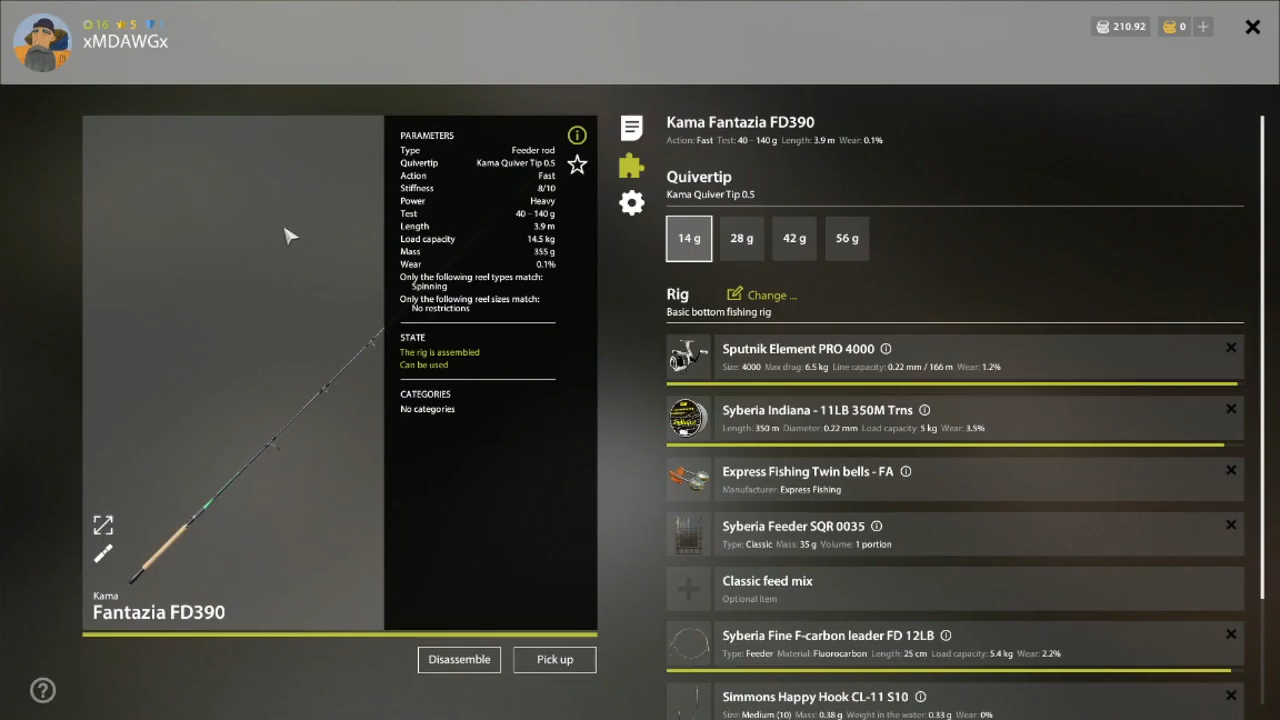 16 5
xMDAWGx
210.92 0
PARAMETERS
Type Feeder rod
Quivertip Kama Quiver Tip 0.5
Action Fast
Stiffness 8/10
Power Heavy
Test 40 – 140 g
Length 3.9 m
Load capacity 14.5 kg
Mass 355 g
Wear 0.1%
Only the following reel types match:
Spinning
Only the following reel sizes match:
No restrictions
STATE
The rig is assembled
Can be used
CATEGORIES
No categories
Kama
Fantazia FD390
Disassemble Pick up
Kama Fantazia FD390
Action: Fast Test: 40 – 140 g Length: 3.9 m Wear: 0.1%
Quivertip
Kama Quiver Tip 0.5
14 g 28 g 42 g 56 g
Rig Change ...
Basic bottom fishing rig
Sputnik Element PRO 4000
Size: 4000 Max drag: 6.5 kg Line capacity: 0.22 mm / 166 m Wear: 1.2%
Syberia Indiana - 11LB 350M Trns
Length: 350 m Diameter: 0.22 mm Load capacity: 5 kg Wear: 3.5%
Express Fishing Twin bells - FA
Manufacturer: Express Fishing
Syberia Feeder SQR 0035
Type: Classic Mass: 35 g Volume: 1 portion
Classic feed mix
Optional item
Syberia Fine F-carbon leader FD 12LB
Type: Feeder Material: Fluorocarbon Length: 25 cm Load capacity: 5.4 kg Wear: 2.2%
Simmons Happy Hook CL-11 S10
Size: Medium (10) Mass: 0.38 g Weight in the water: 0.33 g Wear: 0%